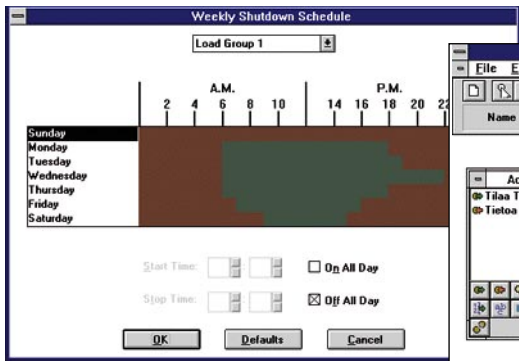 Weekly Shutdown Schedule
Load Group 1
File E
A.M. P.M.
2 4 6 8 10 14 16 18 20 22
Name
Sunday
Monday
Tuesday
Wednesday
Thursday
Friday
Saturday
Ac
Tilaa T
Tietoa
Start Time: : On All Day
Stop Time: : Off All Day
OK Defaults Cancel